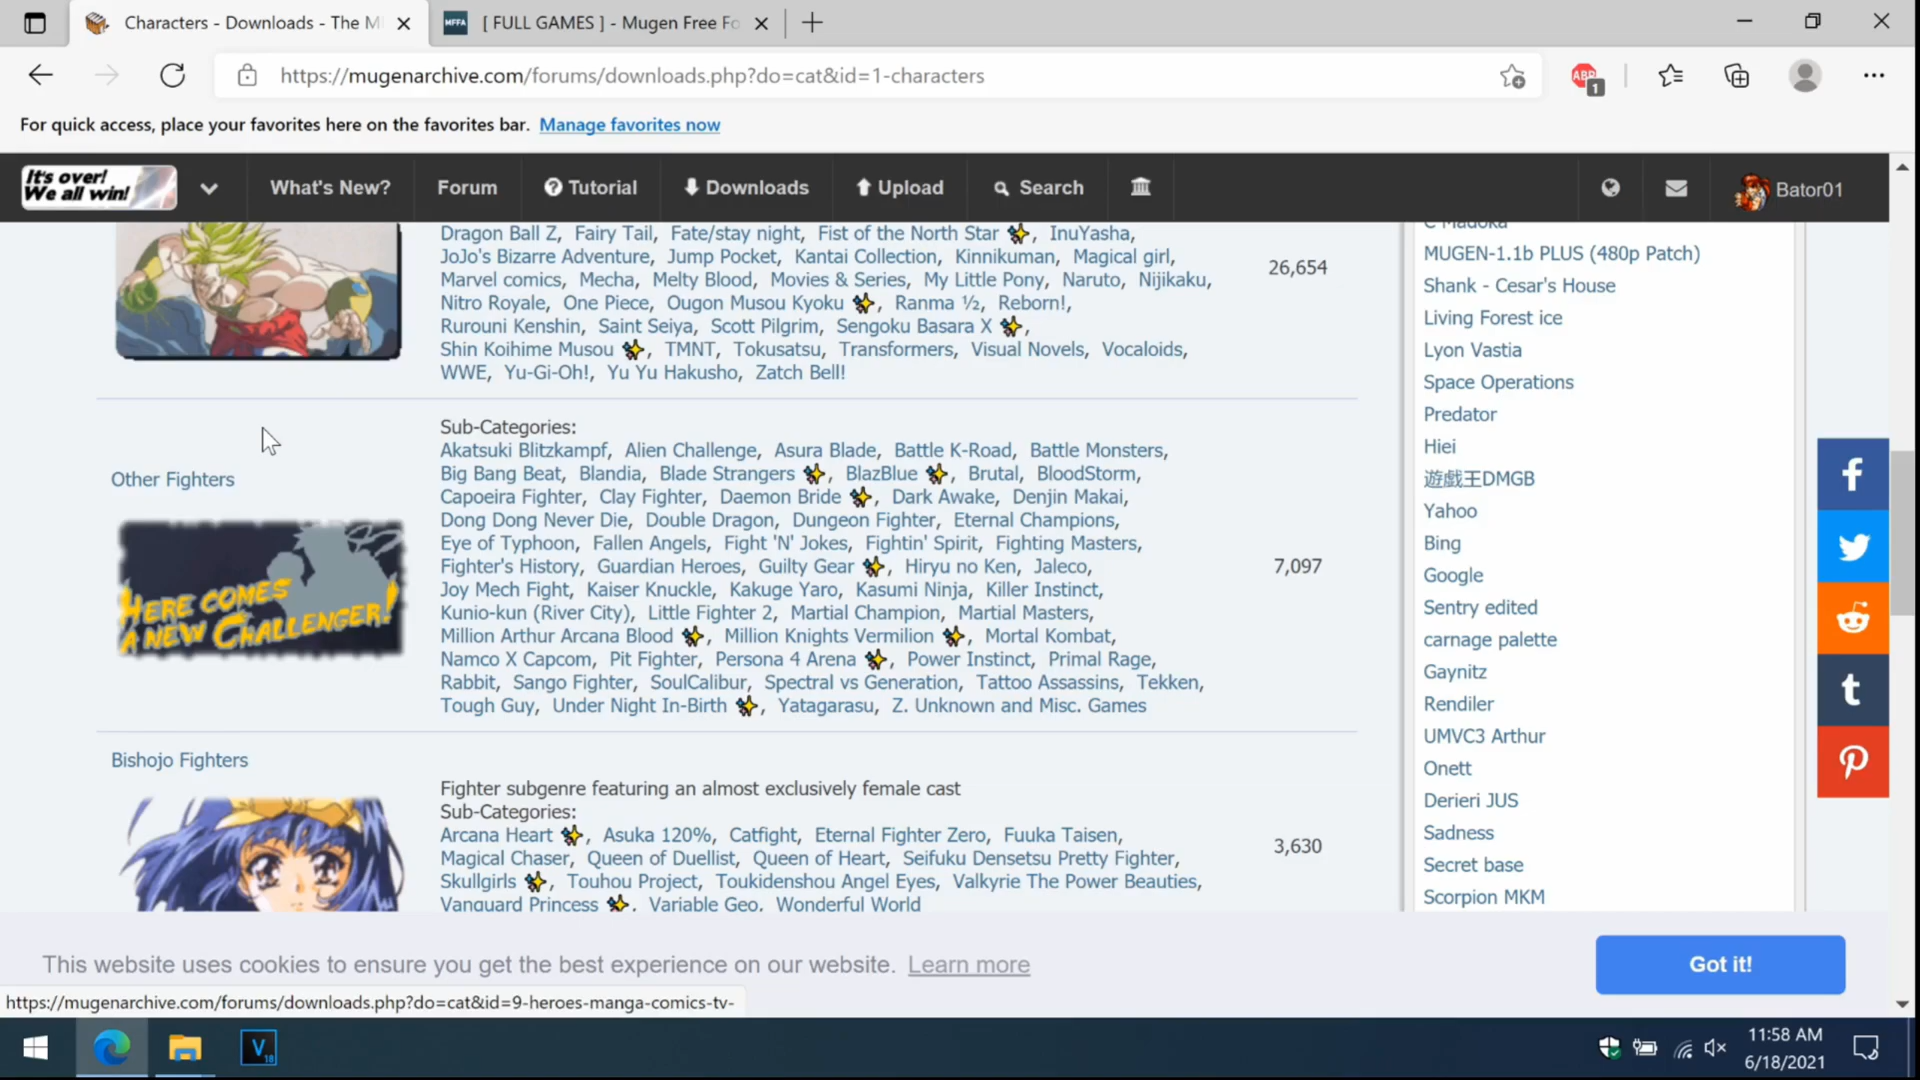 Characters - Downloads - The M
[ FULL GAMES ] - Mugen Free Fo
MFFA
https://mugenarchive.com/forums/downloads.php?do=cat&id=1-characters
ABP
1
For quick access, place your favorites here on the favorites bar. Manage favorites now
It's over!
We all win!
What's New?
Forum
Tutorial
Downloads
Upload
Search
Bator01
Dragon Ball Z, Fairy Tail, Fate/stay night, Fist of the North Star , InuYasha,
JoJo's Bizarre Adventure, Jump Pocket, Kantai Collection, Kinnikuman, Magical girl,
Marvel comics, Mecha, Melty Blood, Movies & Series, My Little Pony, Naruto, Nijikaku,
Nitro Royale, One Piece, Ougon Musou Kyoku , Ranma ½, Reborn!,
Rurouni Kenshin, Saint Seiya, Scott Pilgrim, Sengoku Basara X ,
Shin Koihime Musou , TMNT, Tokusatsu, Transformers, Visual Novels, Vocaloids,
WWE, Yu-Gi-Oh!, Yu Yu Hakusho, Zatch Bell!
26,654
Other Fighters
HERE COMES
A NEW CHALLENGER!
Sub-Categories:
Akatsuki Blitzkampf, Alien Challenge, Asura Blade, Battle K-Road, Battle Monsters,
Big Bang Beat, Blandia, Blade Strangers , BlazBlue , Brutal, BloodStorm,
Capoeira Fighter, Clay Fighter, Daemon Bride , Dark Awake, Denjin Makai,
Dong Dong Never Die, Double Dragon, Dungeon Fighter, Eternal Champions,
Eye of Typhoon, Fallen Angels, Fight 'N' Jokes, Fightin' Spirit, Fighting Masters,
Fighter's History, Guardian Heroes, Guilty Gear , Hiryu no Ken, Jaleco,
Joy Mech Fight, Kaiser Knuckle, Kakuge Yaro, Kasumi Ninja, Killer Instinct,
Kunio-kun (River City), Little Fighter 2, Martial Champion, Martial Masters,
Million Arthur Arcana Blood , Million Knights Vermilion , Mortal Kombat,
Namco X Capcom, Pit Fighter, Persona 4 Arena , Power Instinct, Primal Rage,
Rabbit, Sango Fighter, SoulCalibur, Spectral vs Generation, Tattoo Assassins, Tekken,
Tough Guy, Under Night In-Birth , Yatagarasu, Z. Unknown and Misc. Games
7,097
Bishojo Fighters
Fighter subgenre featuring an almost exclusively female cast
Sub-Categories:
Arcana Heart , Asuka 120%, Catfight, Eternal Fighter Zero, Fuuka Taisen,
Magical Chaser, Queen of Duellist, Queen of Heart, Seifuku Densetsu Pretty Fighter,
Skullgirls , Touhou Project, Toukidenshou Angel Eyes, Valkyrie The Power Beauties,
Vanguard Princess , Variable Geo, Wonderful World
3,630
C Madoka
MUGEN-1.1b PLUS (480p Patch)
Shank - Cesar's House
Living Forest ice
Lyon Vastia
Space Operations
Predator
Hiei
遊戯王DMGB
Yahoo
Bing
Google
Sentry edited
carnage palette
Gaynitz
Rendiler
UMVC3 Arthur
Onett
Derieri JUS
Sadness
Secret base
Scorpion MKM
This website uses cookies to ensure you get the best experience on our website. Learn more
Got it!
https://mugenarchive.com/forums/downloads.php?do=cat&id=9-heroes-manga-comics-tv-
V
18
11:58 AM
6/18/2021